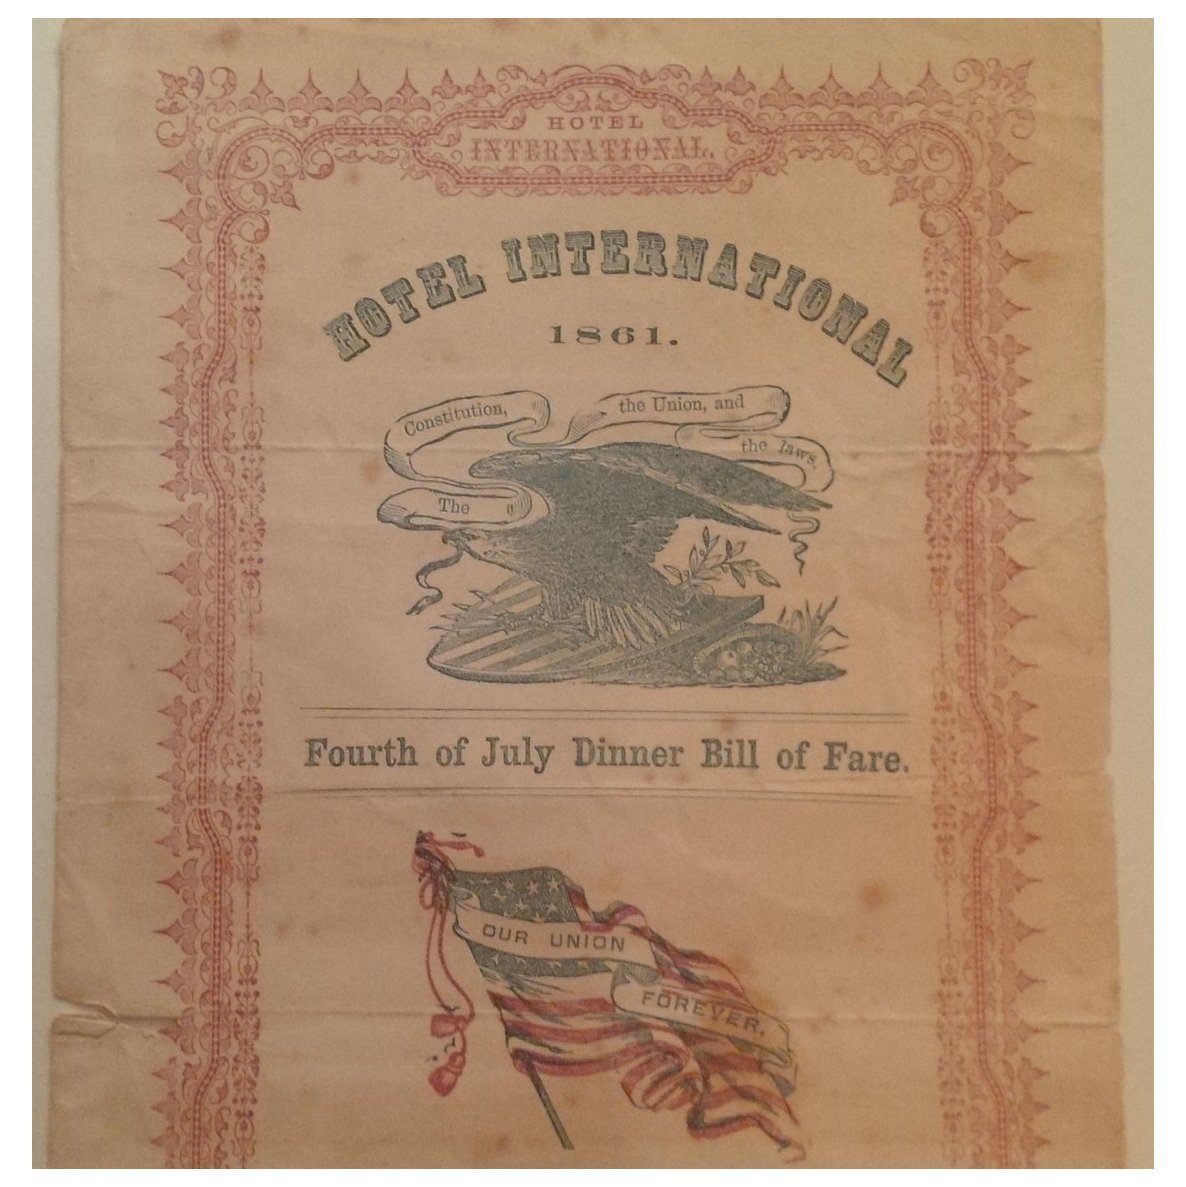 HOTEL
INTERNATIONAL.
HOTEL INTERNATIONAL
1861.
The
Constitution,
the Union, and
the laws.
Fourth of July Dinner Bill of Fare.
OUR UNION
FOREVER.